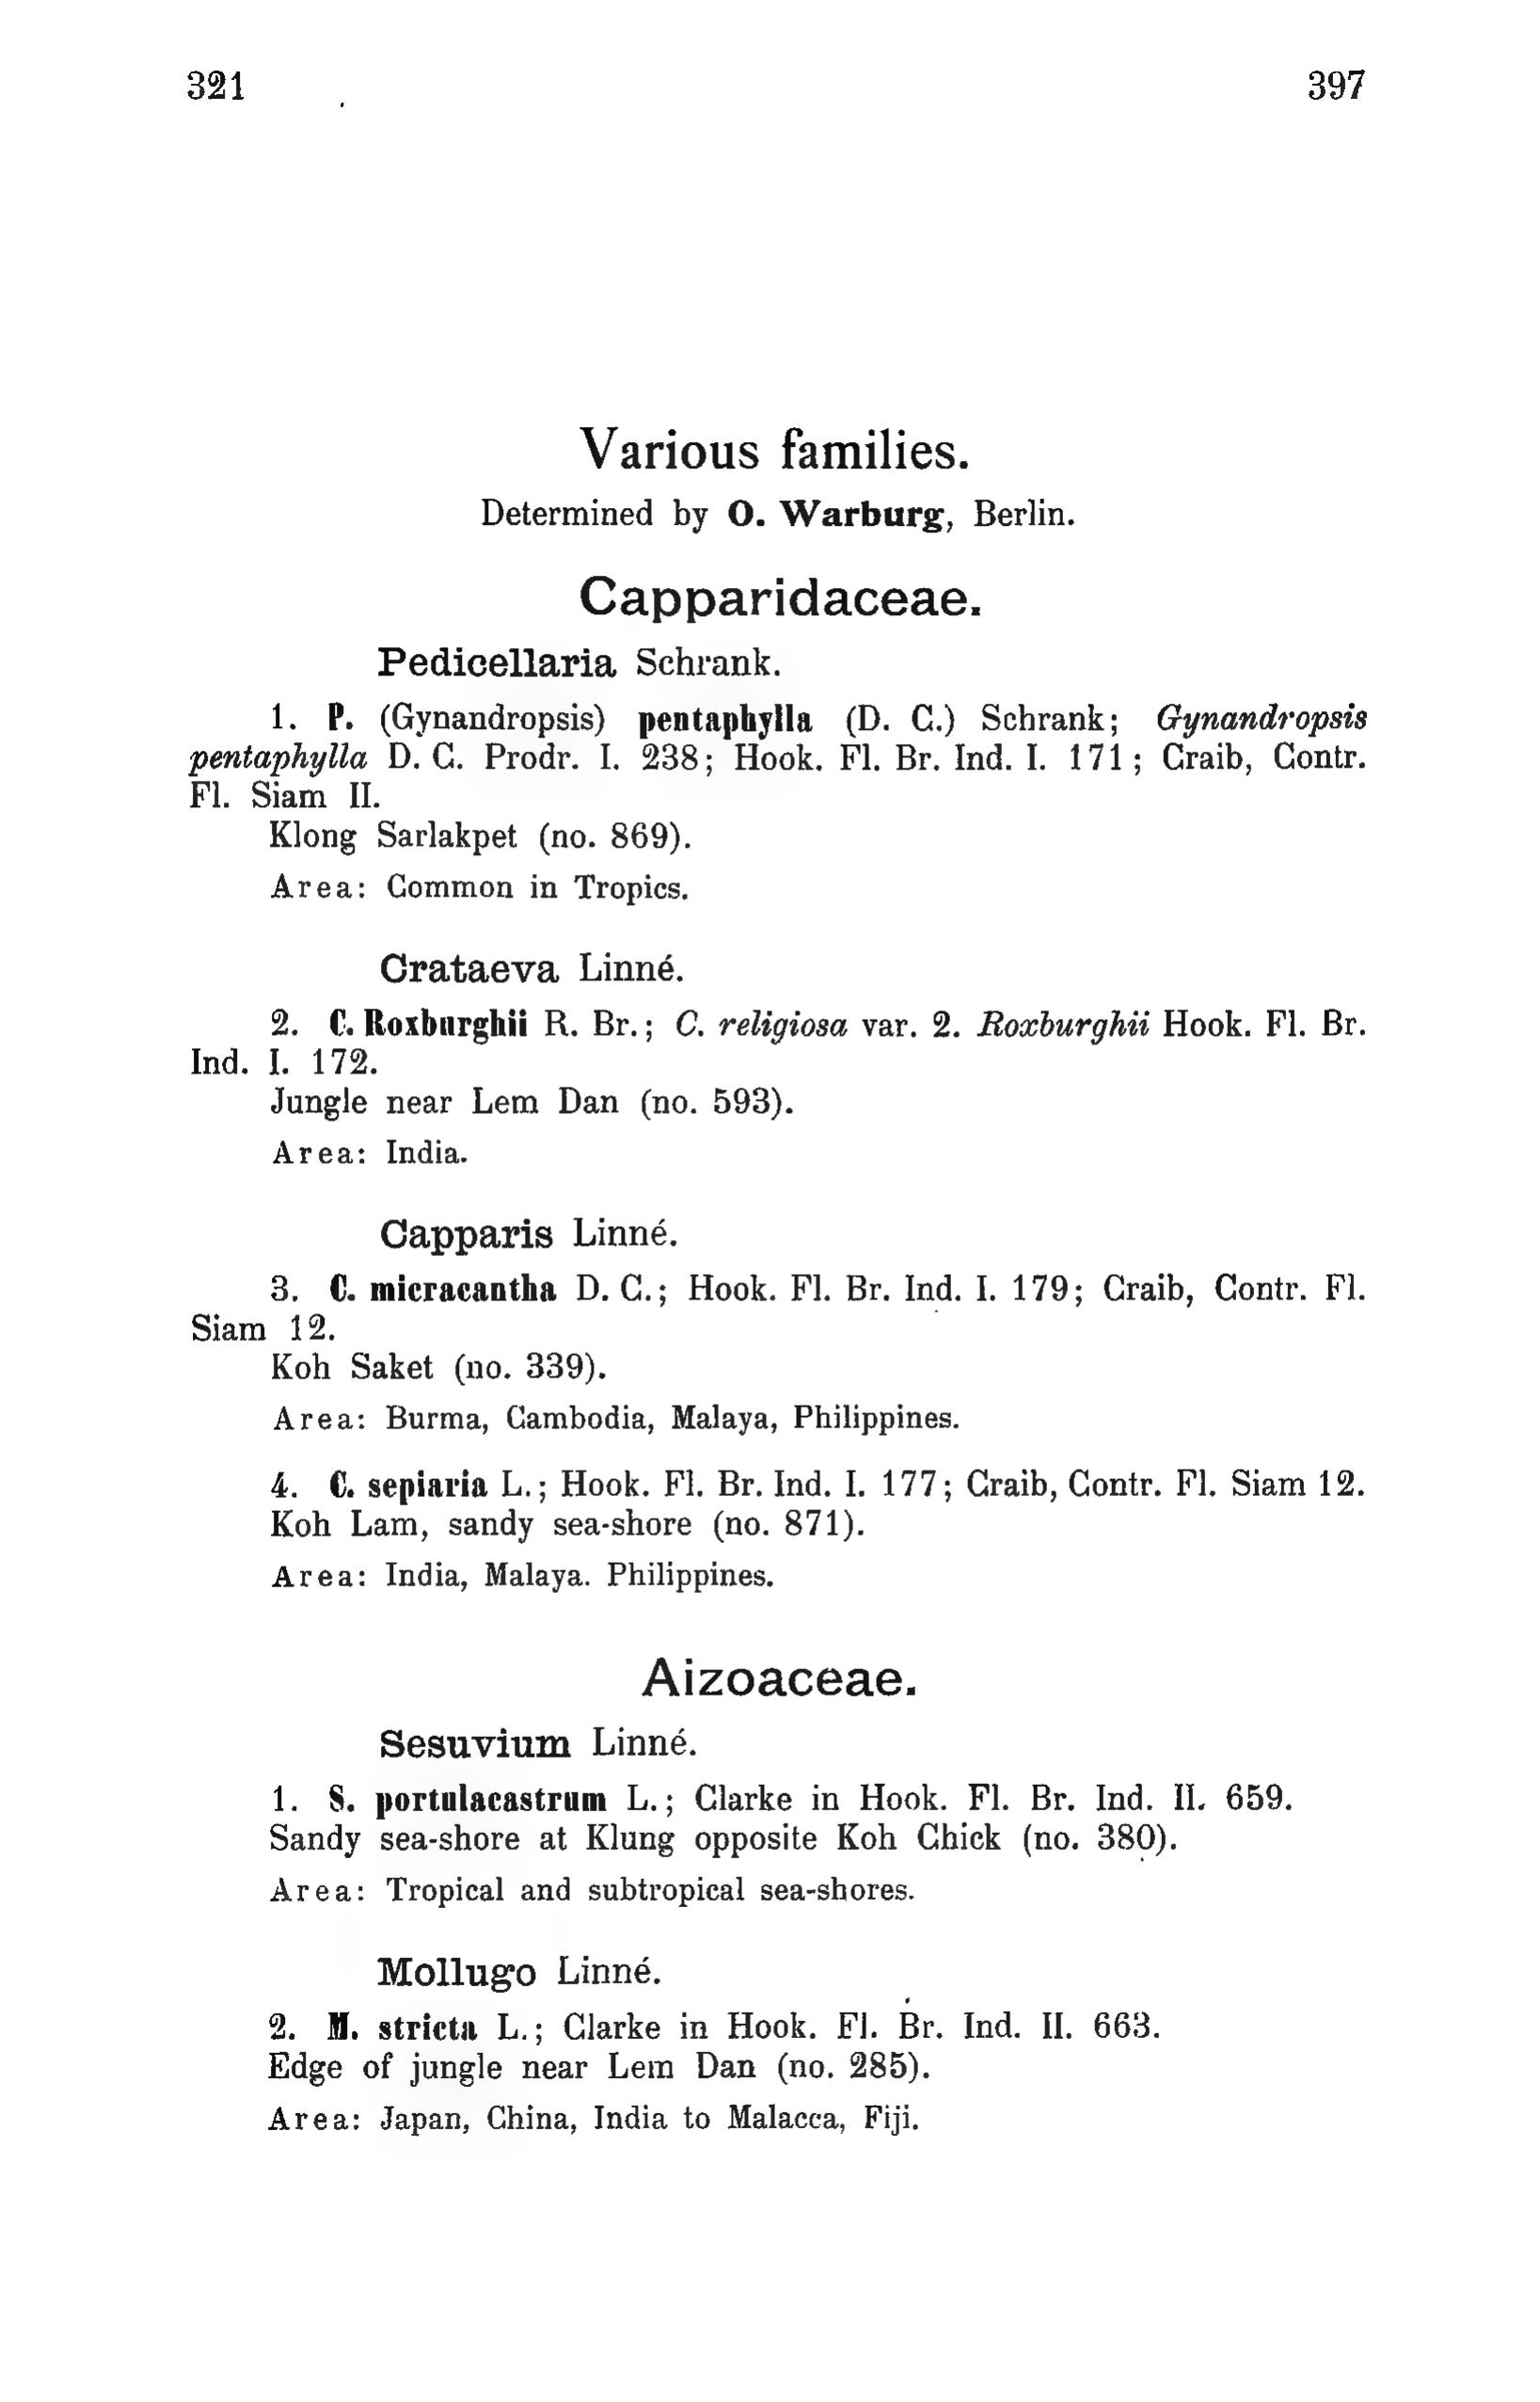 321 397
Various families.
Determined by O. Warburg, Berlin.
Capparidaceae.
Pedicellaria Schrank.
1. P. (Gynandropsis) pentaphylla (D. C.) Schrank; Gynandropsis
pentaphylla D. C. Prodr. I. 238; Hook. Fl. Br. Ind. I. 171; Craib, Contr.
Fl. Siam II.
Klong Sarlakpet (no. 869).
Area: Common in Tropics.
Crataeva Linné.
2. C. Roxburghii R. Br.; C. religiosa var. 2. Roxburghii Hook. Fl. Br.
Ind. I. 172.
Jungle near Lem Dan (no. 593).
Area: India.
Capparis Linné.
3. C. micracantha D. C.; Hook. Fl. Br. Ind. I. 179; Craib, Contr. Fl.
Siam 12.
Koh Saket (no. 339).
Area: Burma, Cambodia, Malaya, Philippines.
4. C. sepiaria L.; Hook. Fl. Br. Ind. I. 177; Craib, Contr. Fl. Siam 12.
Koh Lam, sandy sea-shore (no. 871).
Area: India, Malaya. Philippines.
Aizoaceae.
Sesuvium Linné.
1. S. portulacastrum L.; Clarke in Hook. Fl. Br. Ind. II. 659.
Sandy sea-shore at Klung opposite Koh Chick (no. 380).
Area: Tropical and subtropical sea-shores.
Mollugo Linné.
2. M. stricta L.; Clarke in Hook. Fl. Br. Ind. II. 663.
Edge of jungle near Lem Dan (no. 285).
Area: Japan, China, India to Malacca, Fiji.